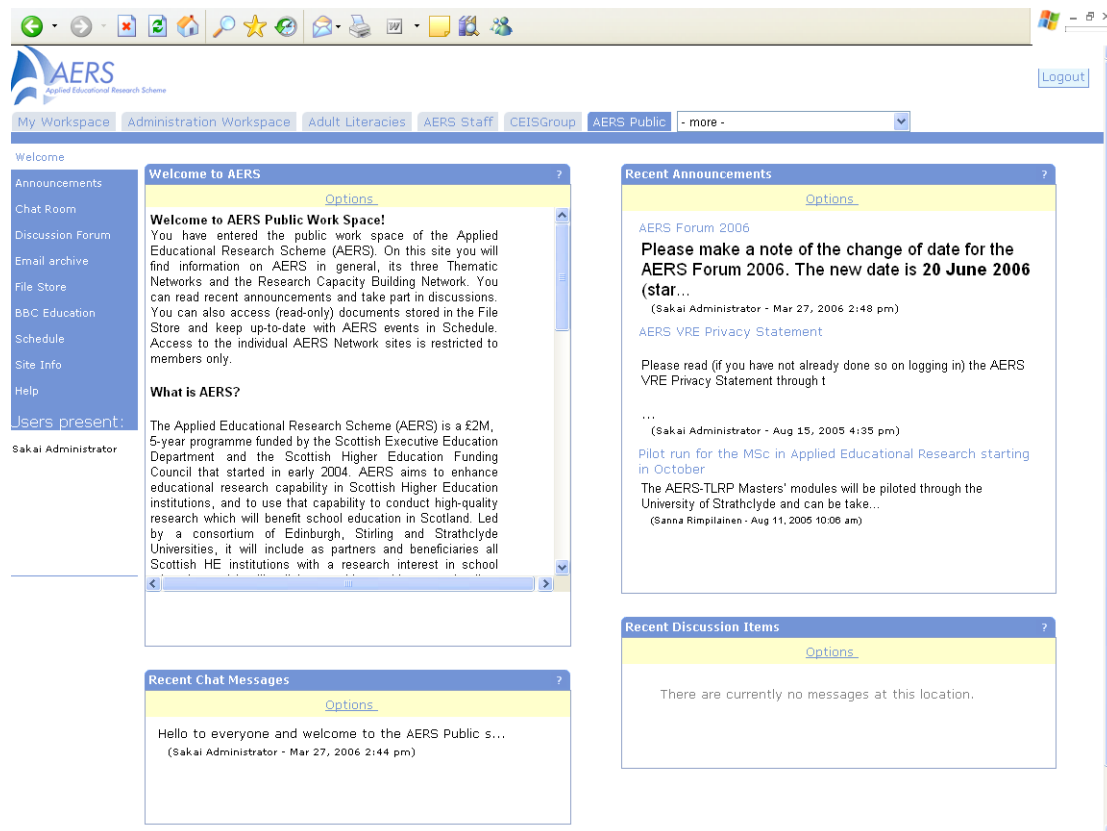 AERS
Applied Educational Research Scheme
Logout
My Workspace
Administration Workspace
Adult Literacies
AERS Staff
CEISGroup
AERS Public
- more -
Welcome
Announcements
Chat Room
Discussion Forum
Email archive
File Store
BBC Education
Schedule
Site Info
Help
Users present:
Sakai Administrator
Welcome to AERS ?
Options
Welcome to AERS Public Work Space!
You have entered the public work space of the Applied
Educational Research Scheme (AERS). On this site you will
find information on AERS in general, its three Thematic
Networks and the Research Capacity Building Network. You
can read recent announcements and take part in discussions.
You can also access (read-only) documents stored in the File
Store and keep up-to-date with AERS events in Schedule.
Access to the individual AERS Network sites is restricted to
members only.
What is AERS?
The Applied Educational Research Scheme (AERS) is a £2M,
5-year programme funded by the Scottish Executive Education
Department and the Scottish Higher Education Funding
Council that started in early 2004. AERS aims to enhance
educational research capability in Scottish Higher Education
institutions, and to use that capability to conduct high-quality
research which will benefit school education in Scotland. Led
by a consortium of Edinburgh, Stirling and Strathclyde
Universities, it will include as partners and beneficiaries all
Scottish HE institutions with a research interest in school
Recent Chat Messages ?
Options
Hello to everyone and welcome to the AERS Public s...
(Sakai Administrator - Mar 27, 2006 2:44 pm)
Recent Announcements ?
Options
AERS Forum 2006
Please make a note of the change of date for the
AERS Forum 2006. The new date is 20 June 2006
(star...
(Sakai Administrator - Mar 27, 2006 2:48 pm)
AERS VRE Privacy Statement
Please read (if you have not already done so on logging in) the AERS
VRE Privacy Statement through t
...
(Sakai Administrator - Aug 15, 2005 4:35 pm)
Pilot run for the MSc in Applied Educational Research starting
in October
The AERS-TLRP Masters' modules will be piloted through the
University of Strathclyde and can be take...
(Sanna Rimpilainen - Aug 11, 2005 10:06 am)
Recent Discussion Items ?
Options
There are currently no messages at this location.